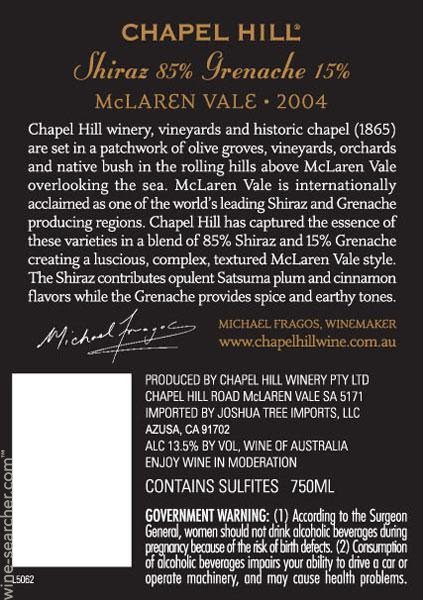 CHAPEL HILL®
Shiraz 85% Grenache 15%
McLAREN VALE • 2004
Chapel Hill winery, vineyards and historic chapel (1865)
are set in a patchwork of olive groves, vineyards, orchards
and native bush in the rolling hills above McLaren Vale
overlooking the sea. McLaren Vale is internationally
acclaimed as one of the world's leading Shiraz and Grenache
producing regions. Chapel Hill has captured the essence of
these varieties in a blend of 85% Shiraz and 15% Grenache
creating a luscious, complex, textured McLaren Vale style.
The Shiraz contributes opulent Satsuma plum and cinnamon
flavors while the Grenache provides spice and earthy tones.
Michael Fragos
MICHAEL FRAGOS, WINEMAKER
www.chapelhillwine.com.au
PRODUCED BY CHAPEL HILL WINERY PTY LTD
CHAPEL HILL ROAD McLAREN VALE SA 5171
IMPORTED BY JOSHUA TREE IMPORTS, LLC
AZUSA, CA 91702
ALC 13.5% BY VOL, WINE OF AUSTRALIA
ENJOY WINE IN MODERATION
CONTAINS SULFITES 750ML
GOVERNMENT WARNING: (1) According to the Surgeon
General, women should not drink alcoholic beverages during
pregnancy because of the risk of birth defects. (2) Consumption
of alcoholic beverages impairs your ability to drive a car or
operate machinery, and may cause health problems.
L5062
wine-searcher.com™